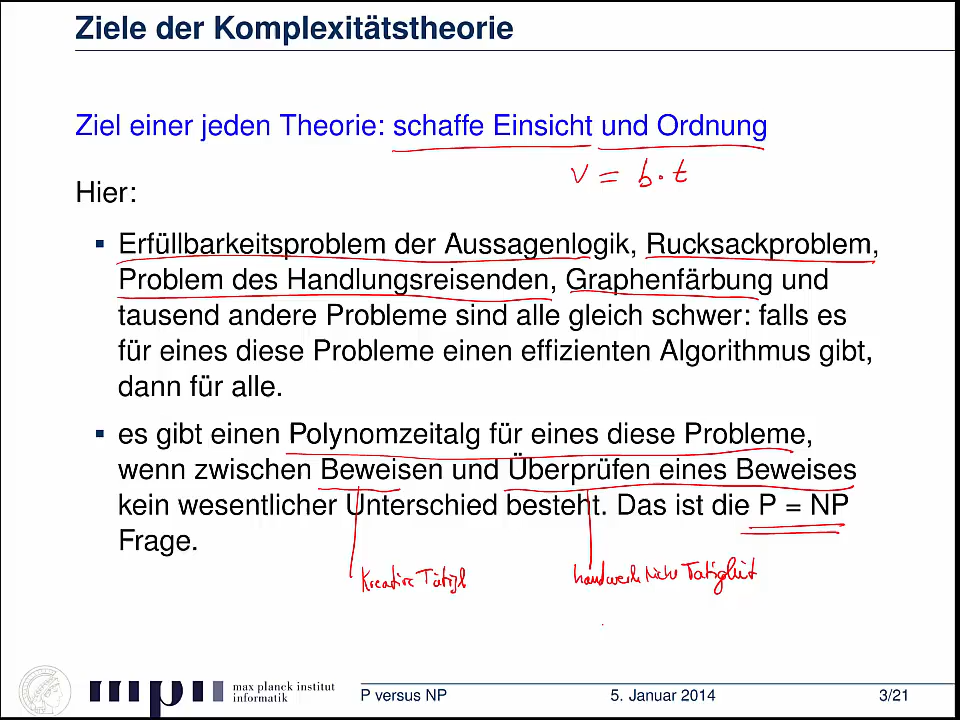 Ziele der Komplexitätstheorie
Ziel einer jeden Theorie: schaffe Einsicht und Ordnung
v = b · t
Hier:
Erfüllbarkeitsproblem der Aussagenlogik, Rucksackproblem,
Problem des Handlungsreisenden, Graphenfärbung und
tausend andere Probleme sind alle gleich schwer: falls es
für eines diese Probleme einen effizienten Algorithmus gibt,
dann für alle.
es gibt einen Polynomzeitalg für eines diese Probleme,
wenn zwischen Beweisen und Überprüfen eines Beweises
kein wesentlicher Unterschied besteht. Das ist die P = NP
Frage.
Kreative
handwerkliche Tätigkeit
max planck institut
informatik
P versus NP
5. Januar 2014
3/21